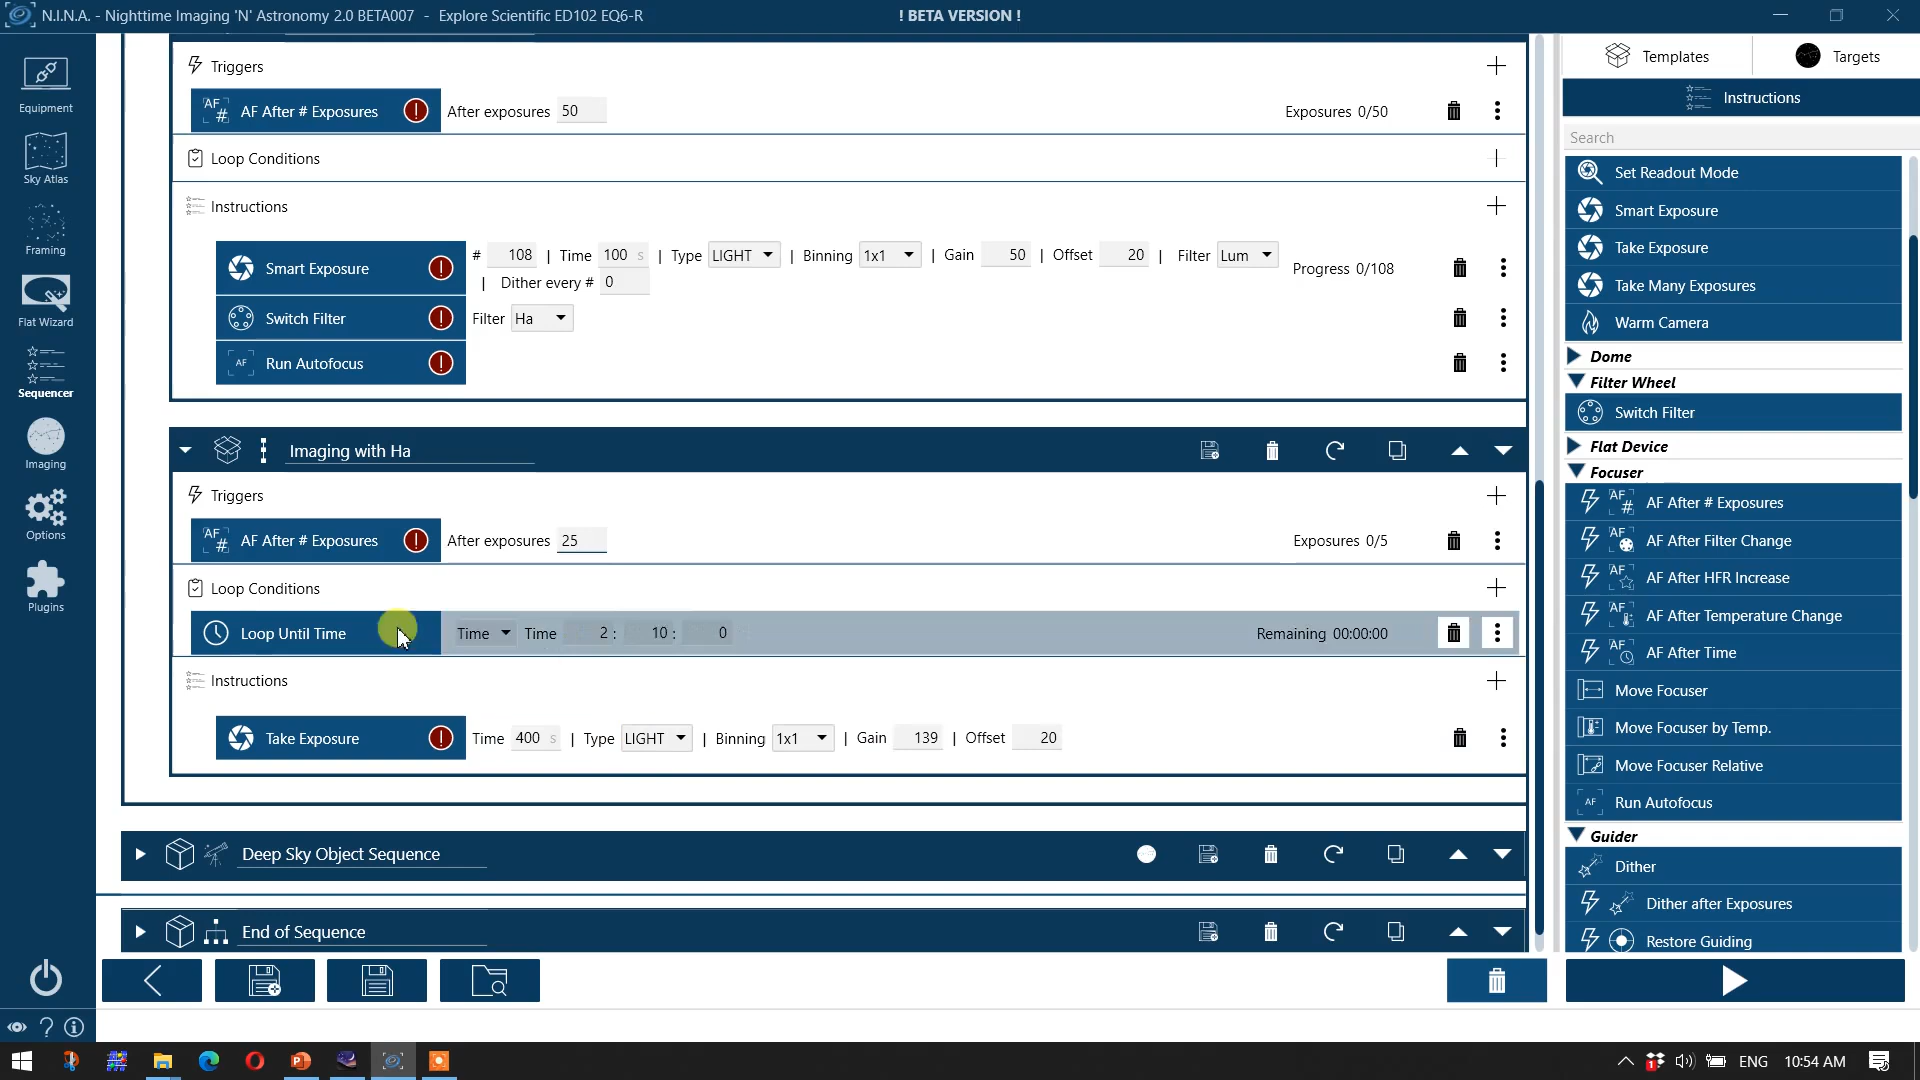 N.I.N.A. - Nighttime Imaging 'N' Astronomy 2.0 BETA007 - Explore Scientific ED102 EQ6-R
! BETA VERSION !
Equipment
Sky Atlas
Framing
Flat Wizard
Sequencer
Imaging
Options
Plugins
Triggers
AF # AF After # Exposures ! After exposures 50 Exposures 0/50
Loop Conditions
Instructions
Smart Exposure ! # 108 | Time 100 s | Type LIGHT | Binning 1x1 | Gain 50 | Offset 20 | Filter Lum Progress 0/108
| Dither every # 0
Switch Filter ! Filter Ha
AF Run Autofocus !
Imaging with Ha
Triggers
AF # AF After # Exposures ! After exposures 25 Exposures 0/5
Loop Conditions
Loop Until Time Time Time 2 : 10 : 0 Remaining 00:00:00
Instructions
Take Exposure ! Time 400 s | Type LIGHT | Binning 1x1 | Gain 139 | Offset 20
Deep Sky Object Sequence
End of Sequence
Templates Targets
Instructions
Search
Set Readout Mode
Smart Exposure
Take Exposure
Take Many Exposures
Warm Camera
Dome
Filter Wheel
Switch Filter
Flat Device
Focuser
AF # AF After # Exposures
AF AF After Filter Change
AF AF After HFR Increase
AF AF After Temperature Change
AF AF After Time
Move Focuser
Move Focuser by Temp.
Move Focuser Relative
AF Run Autofocus
Guider
Dither
Dither after Exposures
Restore Guiding
ENG 10:54 AM